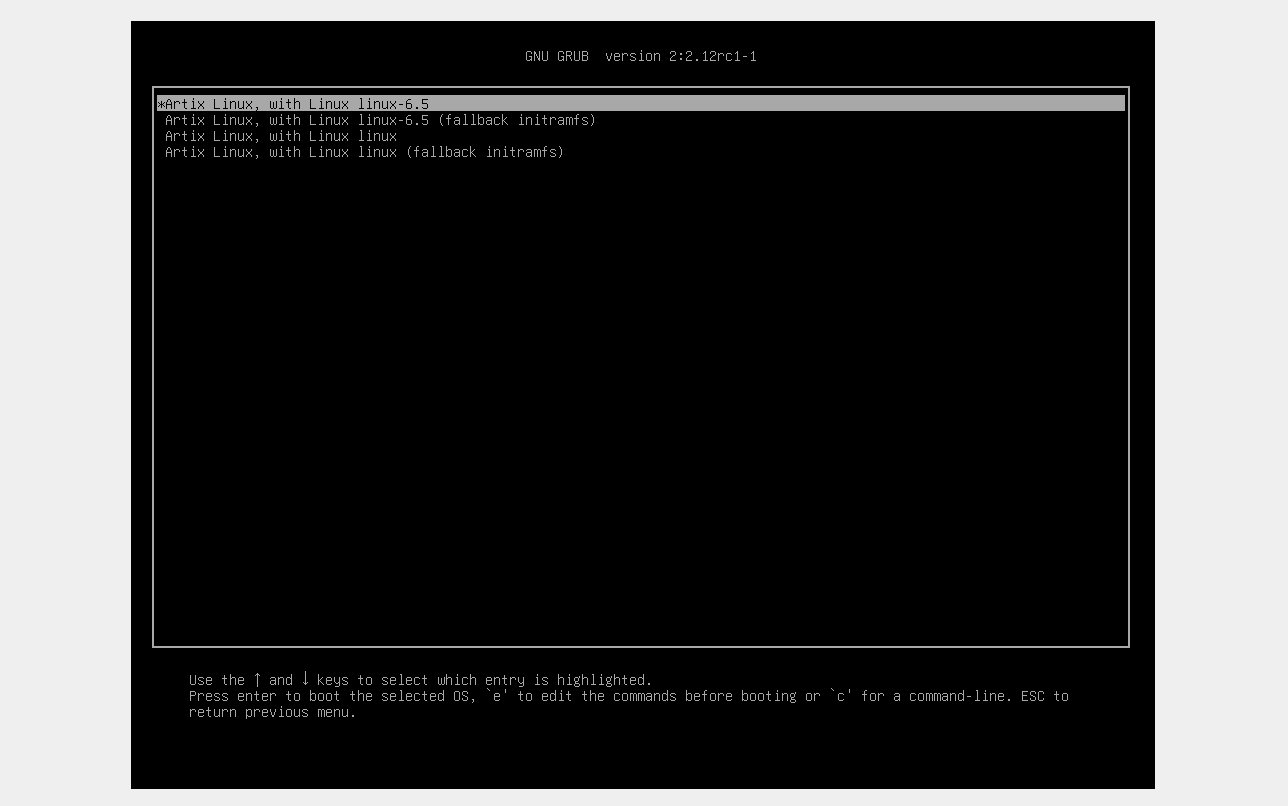 GNU GRUB  version 2:2.12rc1-1
*Artix Linux, with Linux linux-6.5
Artix Linux, with Linux linux-6.5 (fallback initramfs)
Artix Linux, with Linux linux
Artix Linux, with Linux linux (fallback initramfs)
Use the ↑ and ↓ keys to select which entry is highlighted.
Press enter to boot the selected OS, `e' to edit the commands before booting or `c' for a command-line. ESC to
return previous menu.